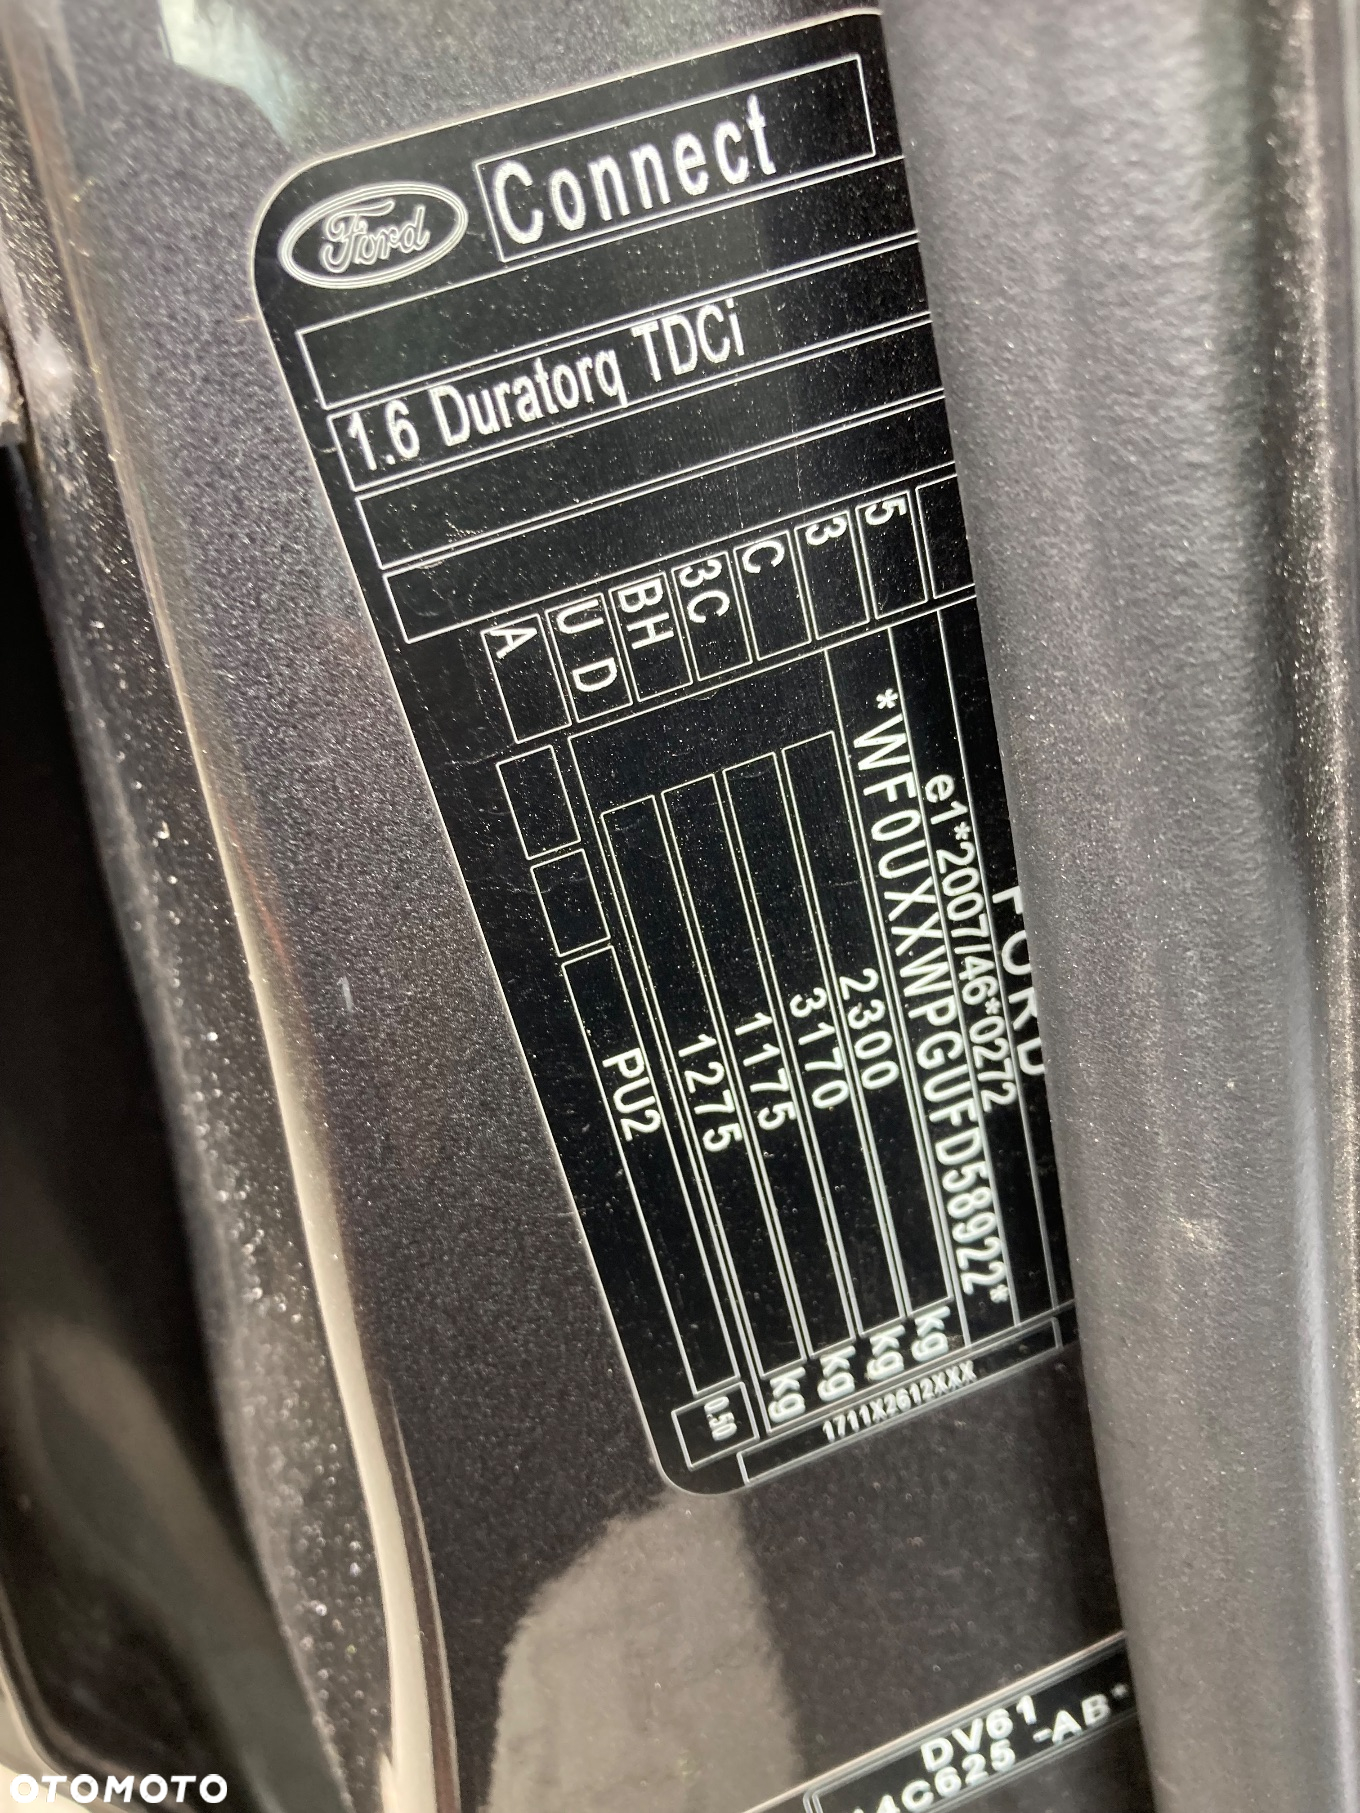 Ford
Connect
1.6 Duratorq TDCi
5
3
C
3C
BH
U D
A
FORD
e1*2007/46*0272
*WF0UXXWPGUFD58922*
2300 kg
3170 kg
1175 kg
1275 kg
PU2
0.50
1711X2612XXX
DV61
-AB*
OTOMOTO